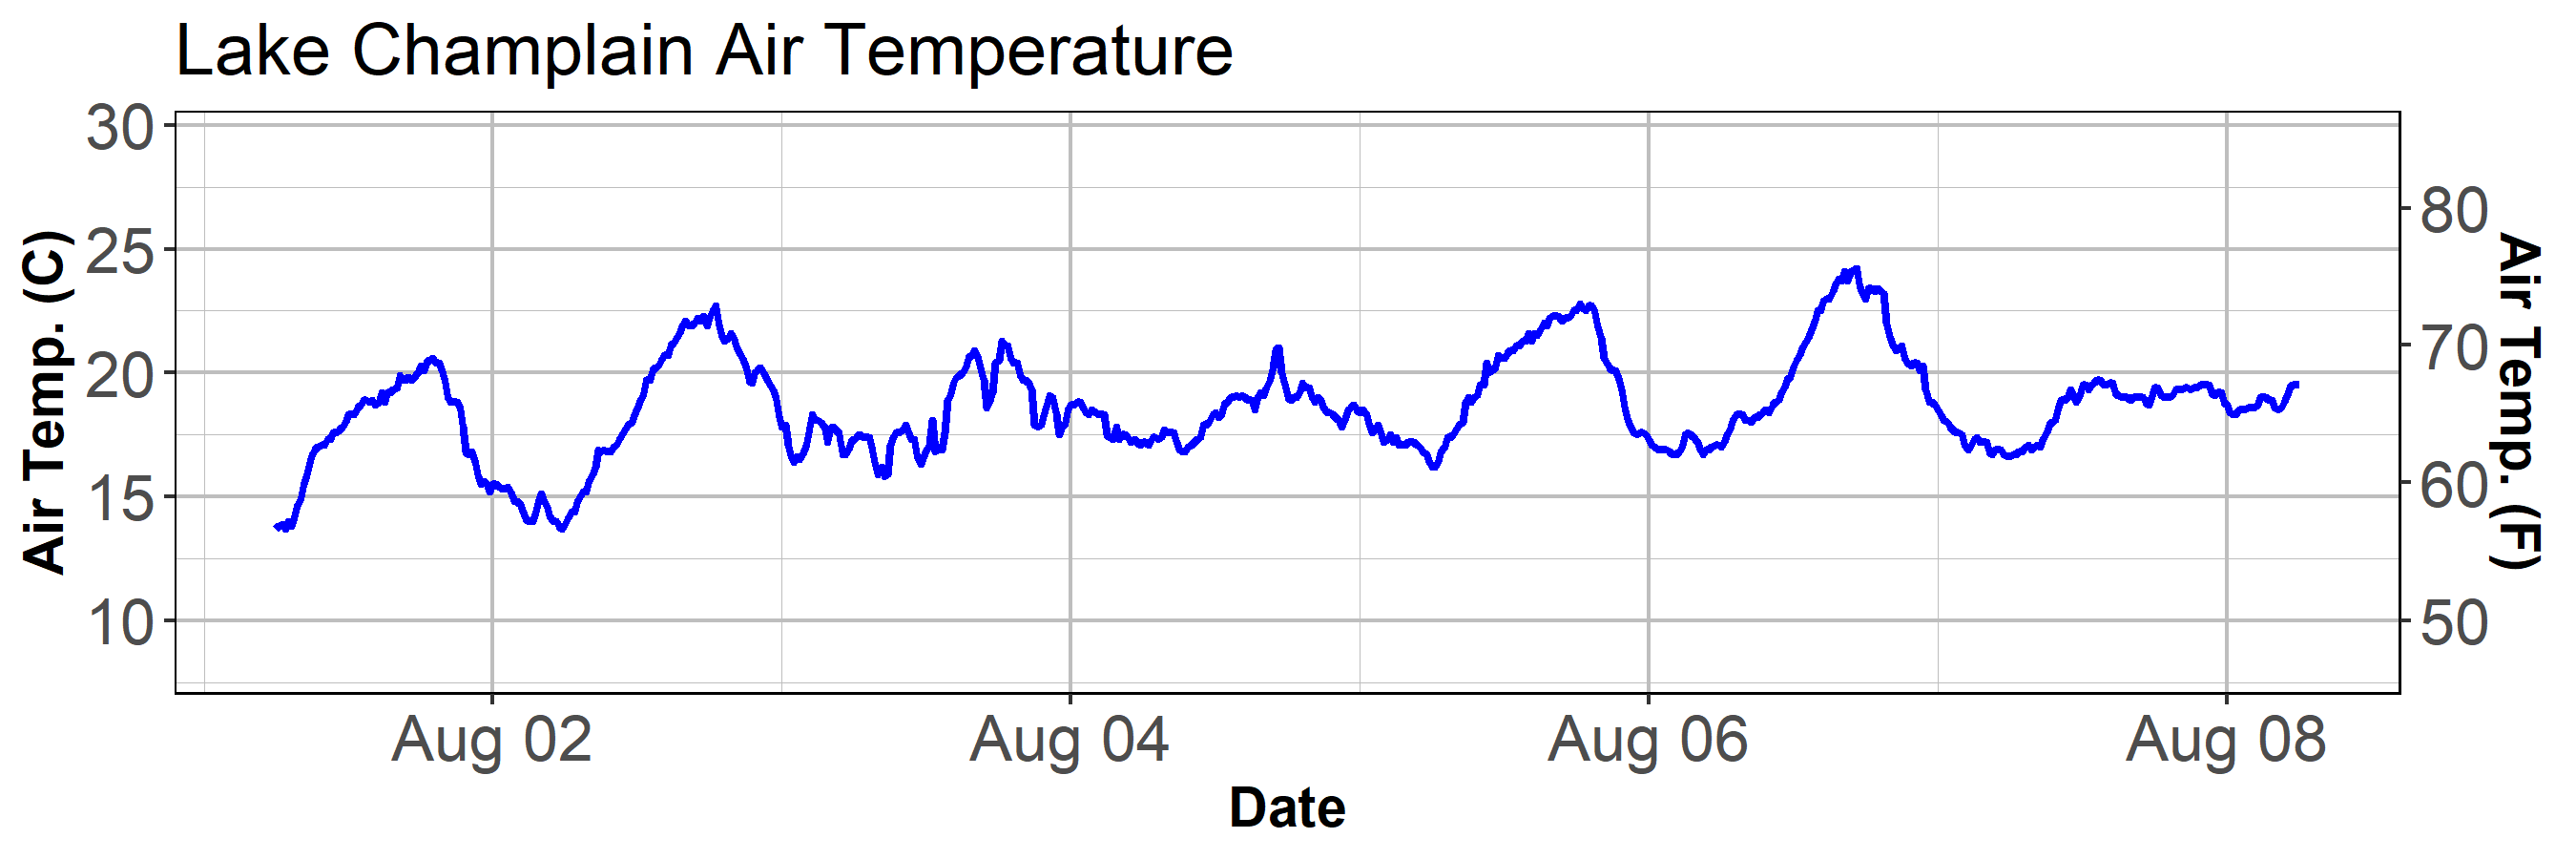 Lake Champlain Air Temperature
30
25
20
15
10
Air Temp. (C)
80
70
60
50
Air Temp. (F)
Aug 02 Aug 04 Aug 06 Aug 08
Date